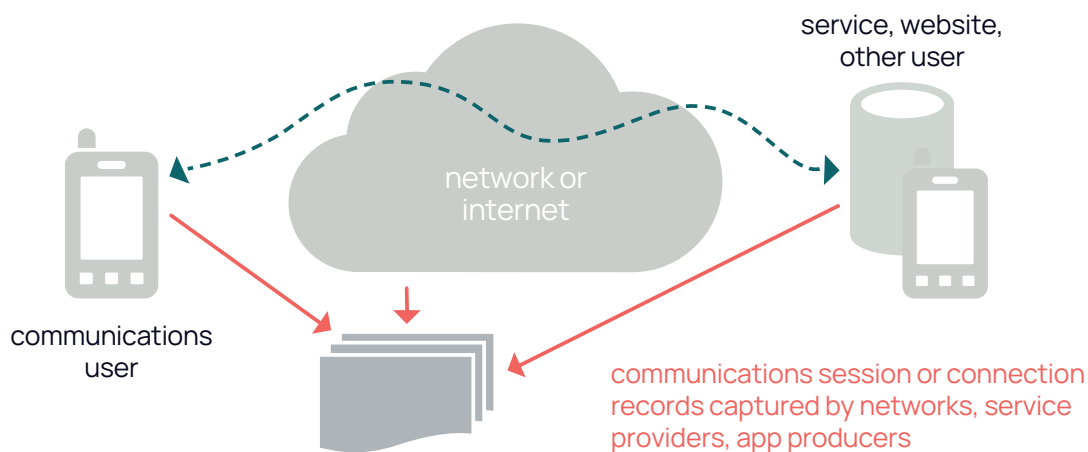 service, website,
other user
network or
internet
communications
user
communications session or connection
records captured by networks, service
providers, app producers